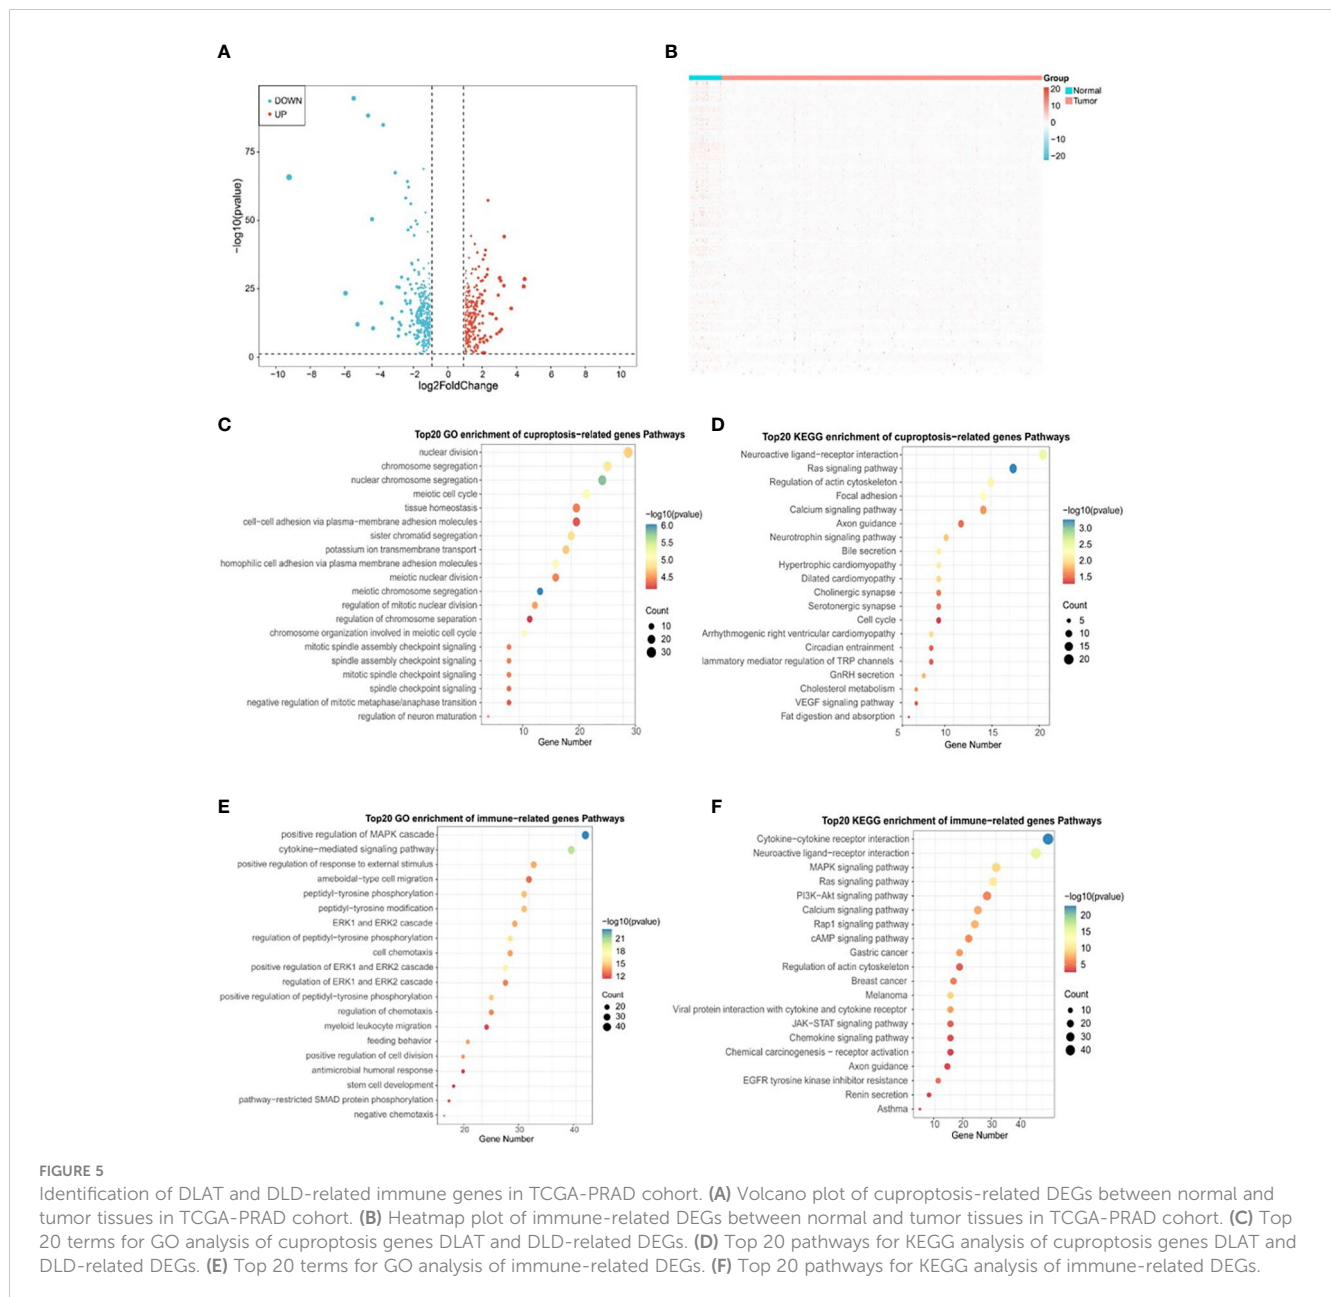 A
DOWN
UP
75
50
25
0
−log10(pvalue)
−10 −8 −6 −4 −2 0 2 4 6 8 10
log2FoldChange
B
Group
20
10
0
−10
−20
Normal
Tumor
C
Top20 GO enrichment of cuproptosis−related genes Pathways
nuclear division
chromosome segregation
nuclear chromosome segregation
meiotic cell cycle
tissue homeostasis
cell−cell adhesion via plasma−membrane adhesion molecules
sister chromatid segregation
potassium ion transmembrane transport
homophilic cell adhesion via plasma membrane adhesion molecules
meiotic nuclear division
meiotic chromosome segregation
regulation of mitotic nuclear division
regulation of chromosome separation
chromosome organization involved in meiotic cell cycle
mitotic spindle assembly checkpoint signaling
spindle assembly checkpoint signaling
mitotic spindle checkpoint signaling
spindle checkpoint signaling
negative regulation of mitotic metaphase/anaphase transition
regulation of neuron maturation
10 20 30
Gene Number
−log10(pvalue)
6.0
5.5
5.0
4.5
Count
10
20
30
D
Top20 KEGG enrichment of cuproptosis−related genes Pathways
Neuroactive ligand−receptor interaction
Ras signaling pathway
Regulation of actin cytoskeleton
Focal adhesion
Calcium signaling pathway
Axon guidance
Neurotrophin signaling pathway
Bile secretion
Hypertrophic cardiomyopathy
Dilated cardiomyopathy
Cholinergic synapse
Serotonergic synapse
Cell cycle
Arrhythmogenic right ventricular cardiomyopathy
Circadian entrainment
lammatory mediator regulation of TRP channels
GnRH secretion
Cholesterol metabolism
VEGF signaling pathway
Fat digestion and absorption
5 10 15 20
Gene Number
−log10(pvalue)
3.0
2.5
2.0
1.5
Count
5
10
15
20
E
Top20 GO enrichment of immune−related genes Pathways
positive regulation of MAPK cascade
cytokine−mediated signaling pathway
positive regulation of response to external stimulus
ameboidal−type cell migration
peptidyl−tyrosine phosphorylation
peptidyl−tyrosine modification
ERK1 and ERK2 cascade
regulation of peptidyl−tyrosine phosphorylation
cell chemotaxis
positive regulation of ERK1 and ERK2 cascade
regulation of ERK1 and ERK2 cascade
positive regulation of peptidyl−tyrosine phosphorylation
regulation of chemotaxis
myeloid leukocyte migration
feeding behavior
positive regulation of cell division
antimicrobial humoral response
stem cell development
pathway−restricted SMAD protein phosphorylation
negative chemotaxis
20 30 40
Gene Number
−log10(pvalue)
21
18
15
12
Count
20
30
40
F
Top20 KEGG enrichment of immune−related genes Pathways
Cytokine−cytokine receptor interaction
Neuroactive ligand−receptor interaction
MAPK signaling pathway
Ras signaling pathway
PI3K−Akt signaling pathway
Calcium signaling pathway
Rap1 signaling pathway
cAMP signaling pathway
Gastric cancer
Regulation of actin cytoskeleton
Breast cancer
Melanoma
Viral protein interaction with cytokine and cytokine receptor
JAK−STAT signaling pathway
Chemokine signaling pathway
Chemical carcinogenesis − receptor activation
Axon guidance
EGFR tyrosine kinase inhibitor resistance
Renin secretion
Asthma
10 20 30 40
Gene Number
−log10(pvalue)
20
15
10
5
Count
10
20
30
40
FIGURE 5
Identification of DLAT and DLD-related immune genes in TCGA-PRAD cohort. (A) Volcano plot of cuproptosis-related DEGs between normal and
tumor tissues in TCGA-PRAD cohort. (B) Heatmap plot of immune-related DEGs between normal and tumor tissues in TCGA-PRAD cohort. (C) Top
20 terms for GO analysis of cuproptosis genes DLAT and DLD-related DEGs. (D) Top 20 pathways for KEGG analysis of cuproptosis genes DLAT and
DLD-related DEGs. (E) Top 20 terms for GO analysis of immune-related DEGs. (F) Top 20 pathways for KEGG analysis of immune-related DEGs.